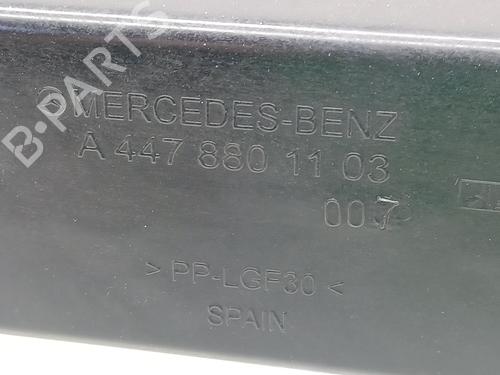 B-PARTS
MERCEDES-BENZ
A 447 880 11 03
007
> PP-LGF30 <
SPAIN